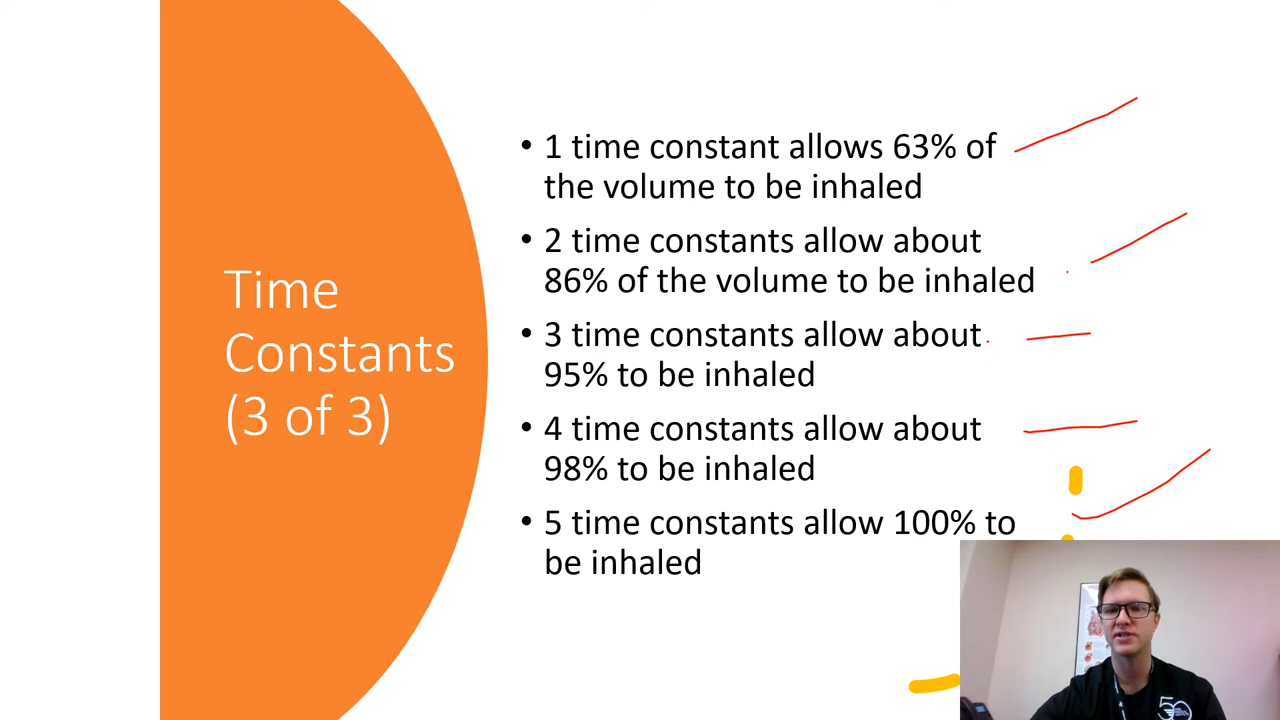 Time
Constants
(3 of 3)
• 1 time constant allows 63% of
the volume to be inhaled
• 2 time constants allow about
86% of the volume to be inhaled
• 3 time constants allow about
95% to be inhaled
• 4 time constants allow about
98% to be inhaled
• 5 time constants allow 100% to
be inhaled
50